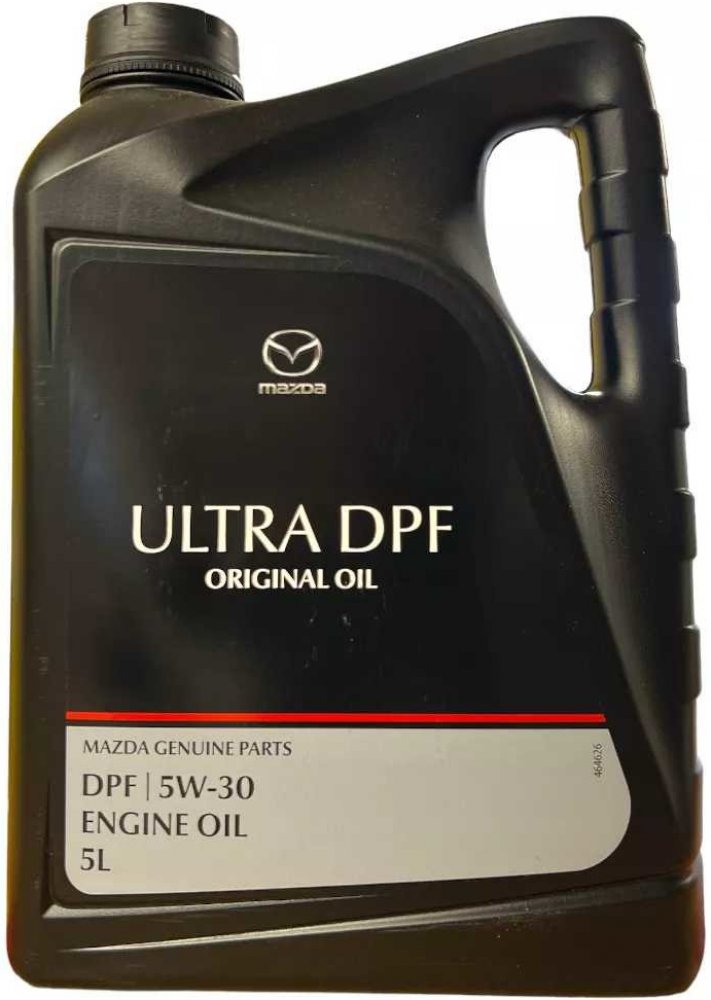 mazda
ULTRA DPF
ORIGINAL OIL
MAZDA GENUINE PARTS
DPF | 5W-30
ENGINE OIL
5L
464626